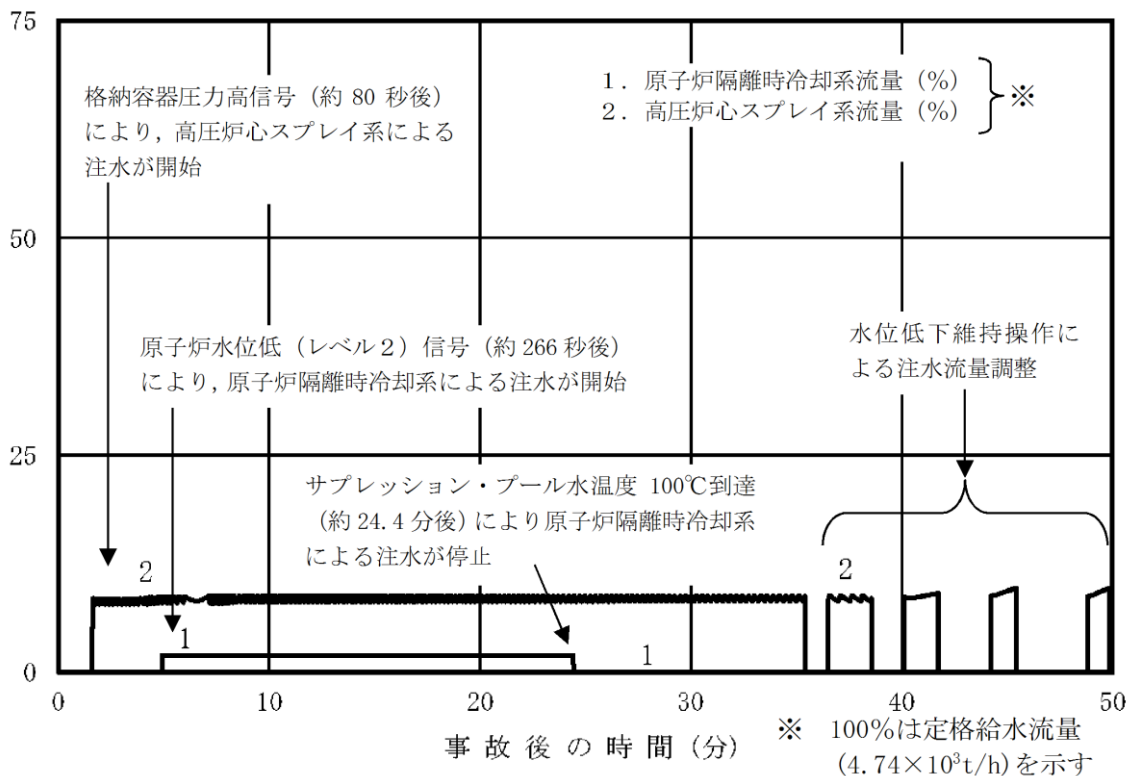 75
格納容器圧力高信号（約 80 秒後）
により，高圧炉心スプレイ系による
注水が開始
1．原子炉隔離時冷却系流量（%）
2．高圧炉心スプレイ系流量（%）
※
50
原子炉水位低（レベル２）信号（約 266 秒後）
により，原子炉隔離時冷却系による注水が開始
水位低下維持操作に
よる注水流量調整
25
サプレッション・プール水温度 100℃到達
（約 24.4 分後）により原子炉隔離時冷却系
による注水が停止
2
2
1
1
0
0
10
20
30
40
50
事故後の時間（分）
※　100％は定格給水流量
(4.74×10³t/h)を示す